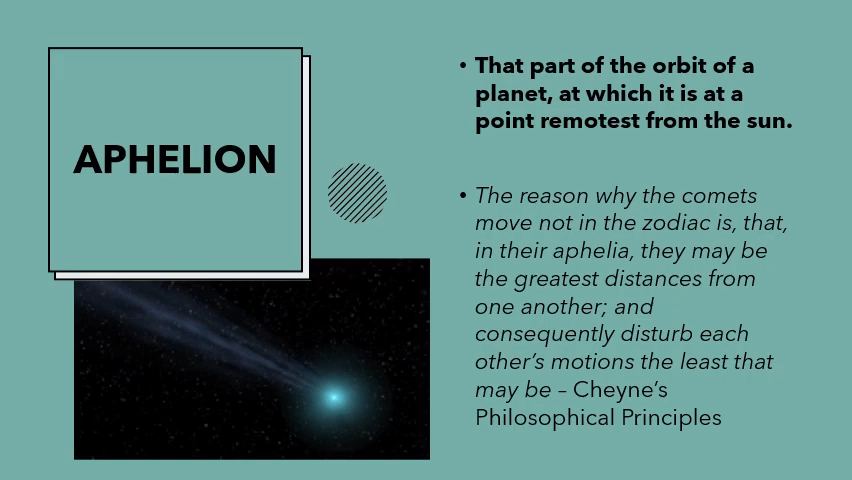 APHELION
• That part of the orbit of a
planet, at which it is at a
point remotest from the sun.
• The reason why the comets
move not in the zodiac is, that,
in their aphelia, they may be
the greatest distances from
one another; and
consequently disturb each
other’s motions the least that
may be – Cheyne’s
Philosophical Principles